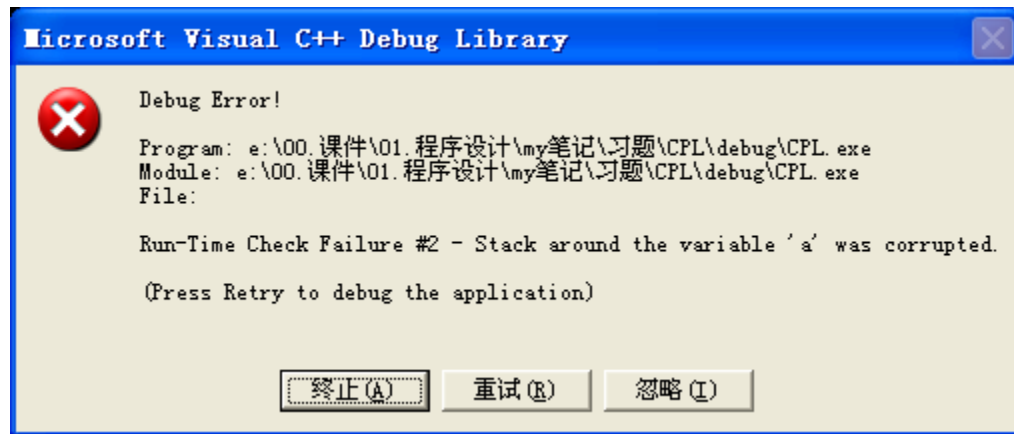 Microsoft Visual C++ Debug Library
Debug Error!
Program: e:\00.课件\01.程序设计\my笔记\习题\CPL\debug\CPL.exe
Module: e:\00.课件\01.程序设计\my笔记\习题\CPL\debug\CPL.exe
File:
Run-Time Check Failure #2 - Stack around the variable 'a' was corrupted.
(Press Retry to debug the application)
终止(A) 重试(R) 忽略(I)